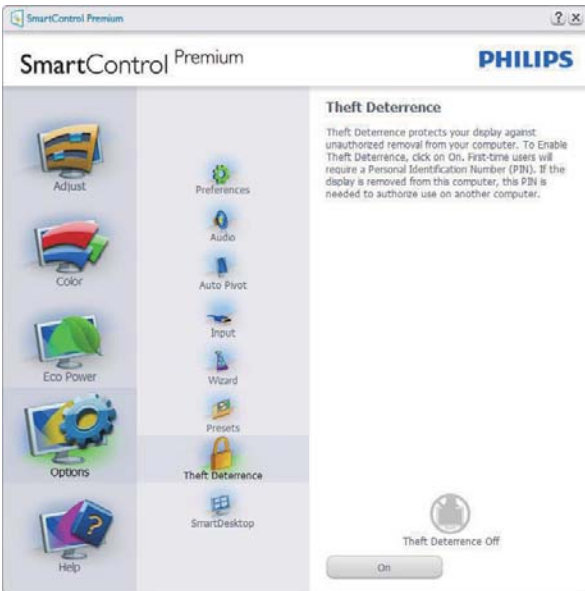 SmartControl Premium
? x
SmartControl Premium
PHILIPS
Adjust
Color
Eco Power
Options
? Help
Preferences
Audio
Auto Pivot
Input
Wizard
Presets
Theft Deterrence
SmartDesktop
Theft Deterrence
Theft Deterrence protects your display against
unauthorized removal from your computer. To Enable
Theft Deterrence, click on On. First-time users will
require a Personal Identification Number (PIN). If the
display is removed from this computer, this PIN is
needed to authorize use on another computer.
Theft Deterrence Off
On